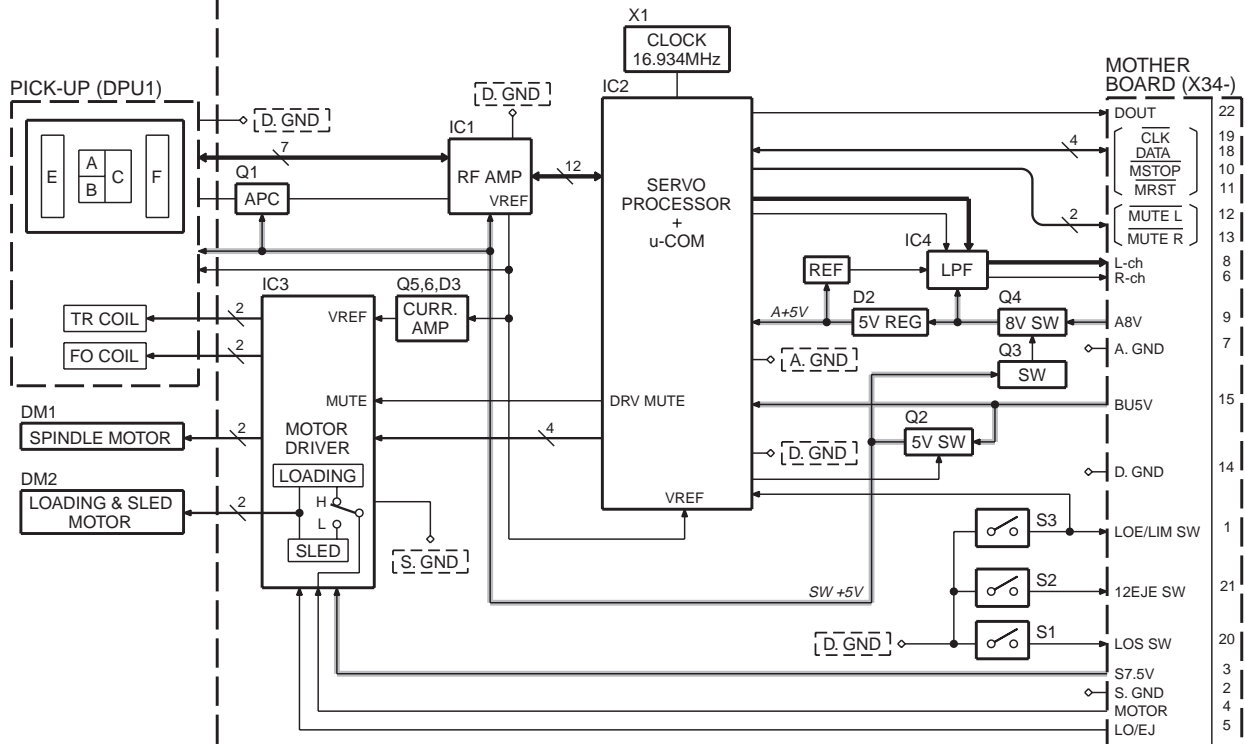 X1
CLOCK
16.934MHz
MOTHER
BOARD (X34-)
PICK-UP (DPU1)
D. GND
D. GND
IC2
IC1
DOUT 22
7
12
4
CLK 19
DATA 18
MSTOP 10
MRST 11
E
A
B
C
F
Q1
APC
RF AMP
VREF
SERVO
PROCESSOR
+
u-COM
2
MUTE L 12
MUTE R 13
IC4
REF
LPF
L-ch 8
R-ch 6
IC3
Q5,6,D3
TR COIL
2
VREF
CURR.
AMP
A+5V
D2
5V REG
Q4
8V SW
A8V 9
FO COIL
2
A. GND
Q3
SW
A. GND 7
DM1
SPINDLE MOTOR
2
MUTE
MOTOR
DRIVER
4
DRV MUTE
Q2
5V SW
BU5V 15
D. GND
D. GND 14
DM2
LOADING & SLED
MOTOR
2
LOADING
H
L
SLED
S. GND
VREF
S3
LOE/LIM SW 1
SW +5V
S2
12EJE SW 21
D. GND
S1
LOS SW 20
S7.5V 3
S. GND 2
MOTOR 4
LO/EJ 5